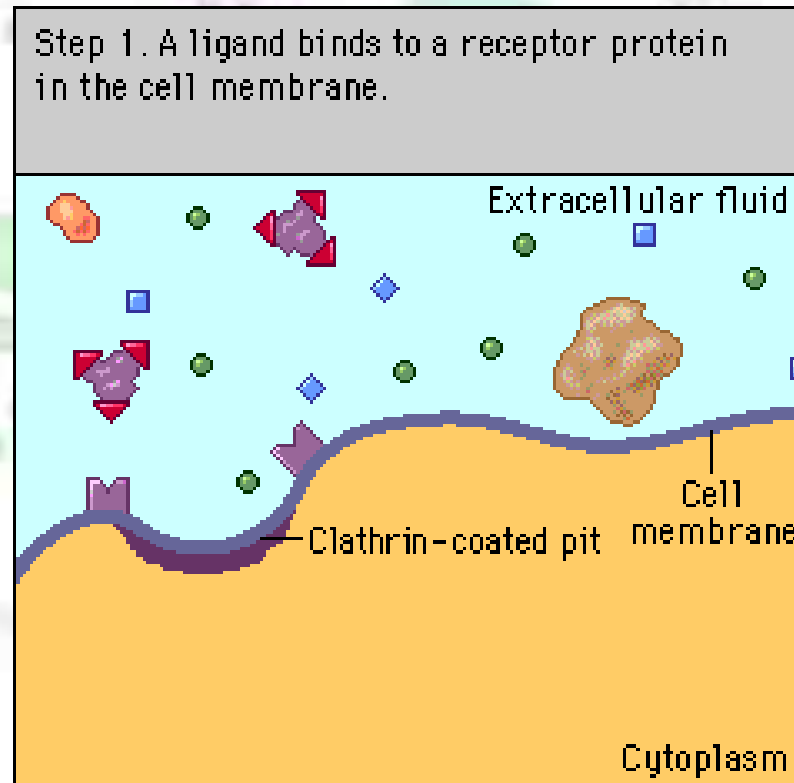 Step 1. A ligand binds to a receptor protein
in the cell membrane.
Extracellular fluid
Cell
membrane
Clathrin-coated pit
Cytoplasm